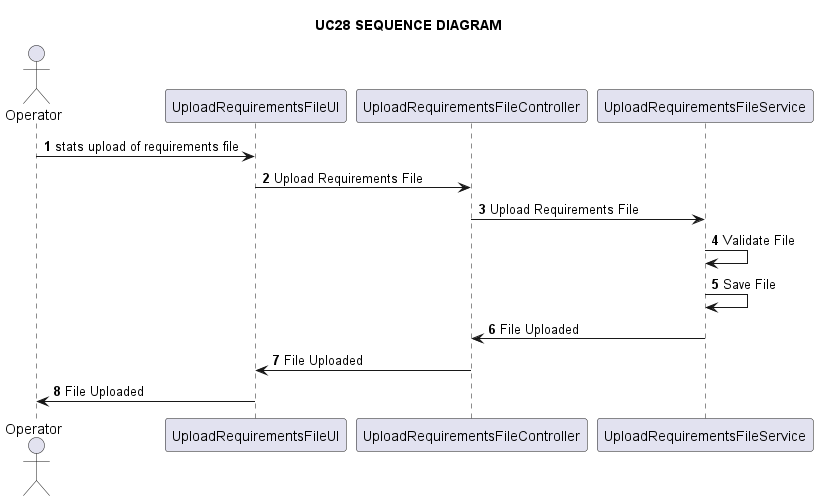 UC28 SEQUENCE DIAGRAM
Operator
UploadRequirementsFileUI
UploadRequirementsFileController
UploadRequirementsFileService
1 stats upload of requirements file
2 Upload Requirements File
3 Upload Requirements File
4 Validate File
5 Save File
6 File Uploaded
7 File Uploaded
8 File Uploaded
Operator
UploadRequirementsFileUI
UploadRequirementsFileController
UploadRequirementsFileService